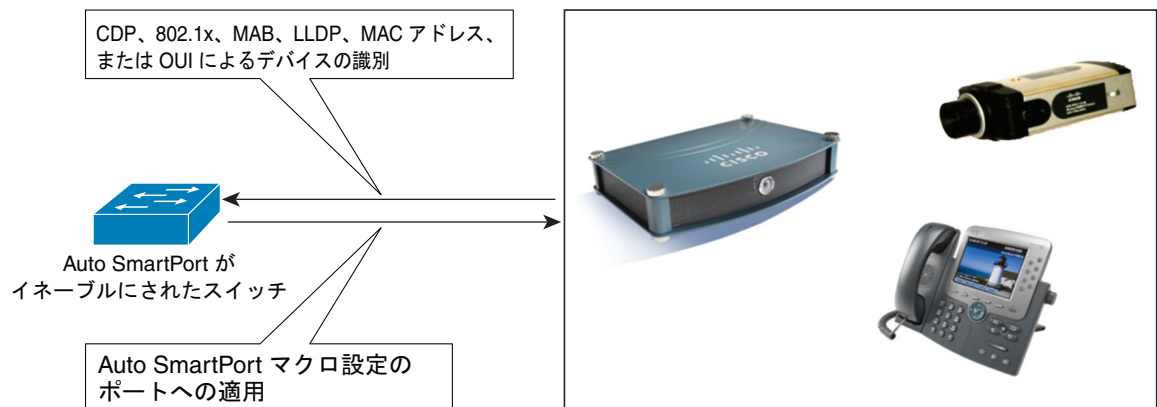 CDP、802.1x、MAB、LLDP、MAC アドレス、
または OUI によるデバイスの識別
Auto SmartPort が
イネーブルにされたスイッチ
Auto SmartPort マクロ設定の
ポートへの適用
CISCO